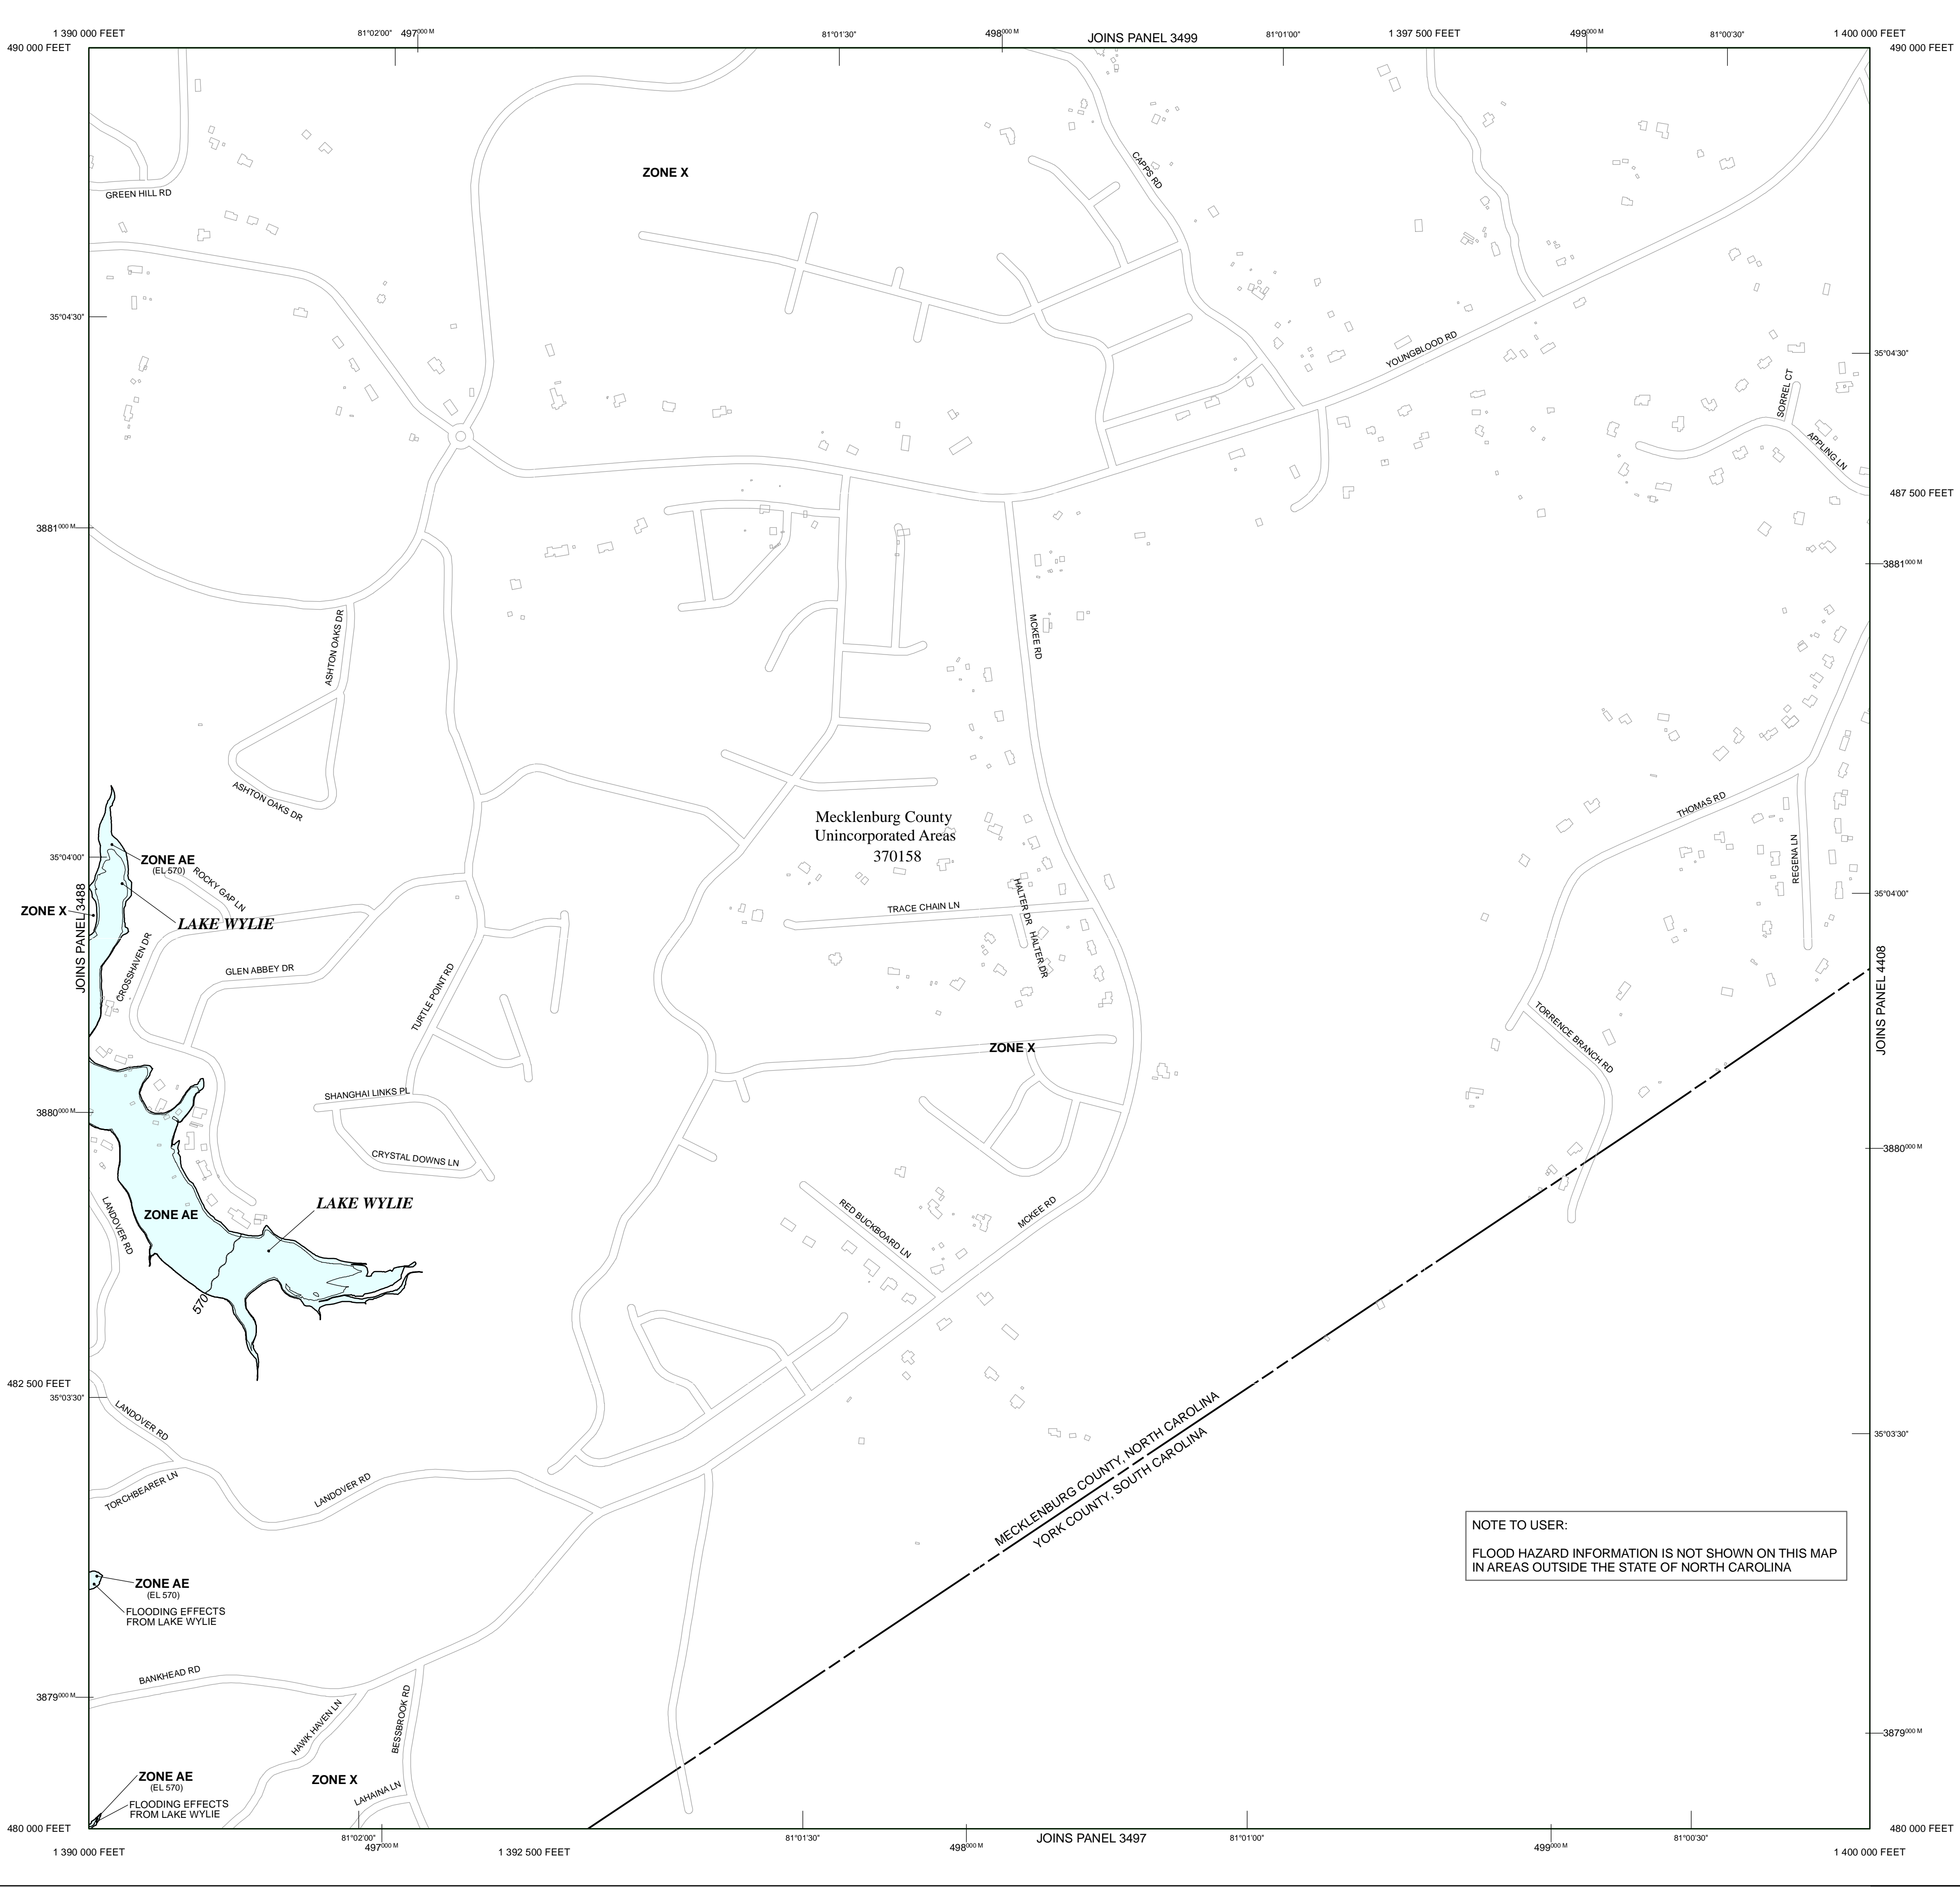 1 390 000 FEET
81°02'00"
497000 M
81°01'30"
498000 M
JOINS PANEL 3499
81°01'00"
1 397 500 FEET
499000 M
81°00'30"
1 400 000 FEET
490 000 FEET
490 000 FEET
ZONE X
CAPPS RD
GREEN HILL RD
35°04'30"
YOUNGBLOOD RD
35°04'30"
SORREL CT
APPLING LN
487 500 FEET
3881000 M
3881000 M
ASHTON OAKS DR
MCKEE RD
ASHTON OAKS DR
THOMAS RD
Mecklenburg County
Unincorporated Areas
370158
35°04'00"
ZONE AE
(EL 570)
ROCKY GAP LN
REGENA LN
35°04'00"
ZONE X
JOINS PANEL 3488
LAKE WYLIE
TRACE CHAIN LN
HALTER DR
HALTER DR
CROSSHAVEN DR
GLEN ABBEY DR
TURTLE POINT RD
JOINS PANEL 4408
TORRENCE BRANCH RD
ZONE X
SHANGHAI LINKS PL
3880000 M
CRYSTAL DOWNS LN
3880000 M
LAKE WYLIE
ZONE AE
LANDOVER RD
RED BUCKBOARD LN
MCKEE RD
570
482 500 FEET
35°03'30"
LANDOVER RD
35°03'30"
TORCHBEARER LN
LANDOVER RD
MECKLENBURG COUNTY, NORTH CAROLINA
YORK COUNTY, SOUTH CAROLINA
NOTE TO USER:
FLOOD HAZARD INFORMATION IS NOT SHOWN ON THIS MAP
IN AREAS OUTSIDE THE STATE OF NORTH CAROLINA
ZONE AE
(EL 570)
FLOODING EFFECTS
FROM LAKE WYLIE
BANKHEAD RD
3879000 M
HAWK HAVEN LN
BESSBROOK RD
3879000 M
ZONE AE
(EL 570)
ZONE X
LAHAINA LN
FLOODING EFFECTS
FROM LAKE WYLIE
480 000 FEET
480 000 FEET
81°02'00"
497000 M
81°01'30"
498000 M
JOINS PANEL 3497
81°01'00"
499000 M
81°00'30"
1 390 000 FEET
1 392 500 FEET
1 400 000 FEET